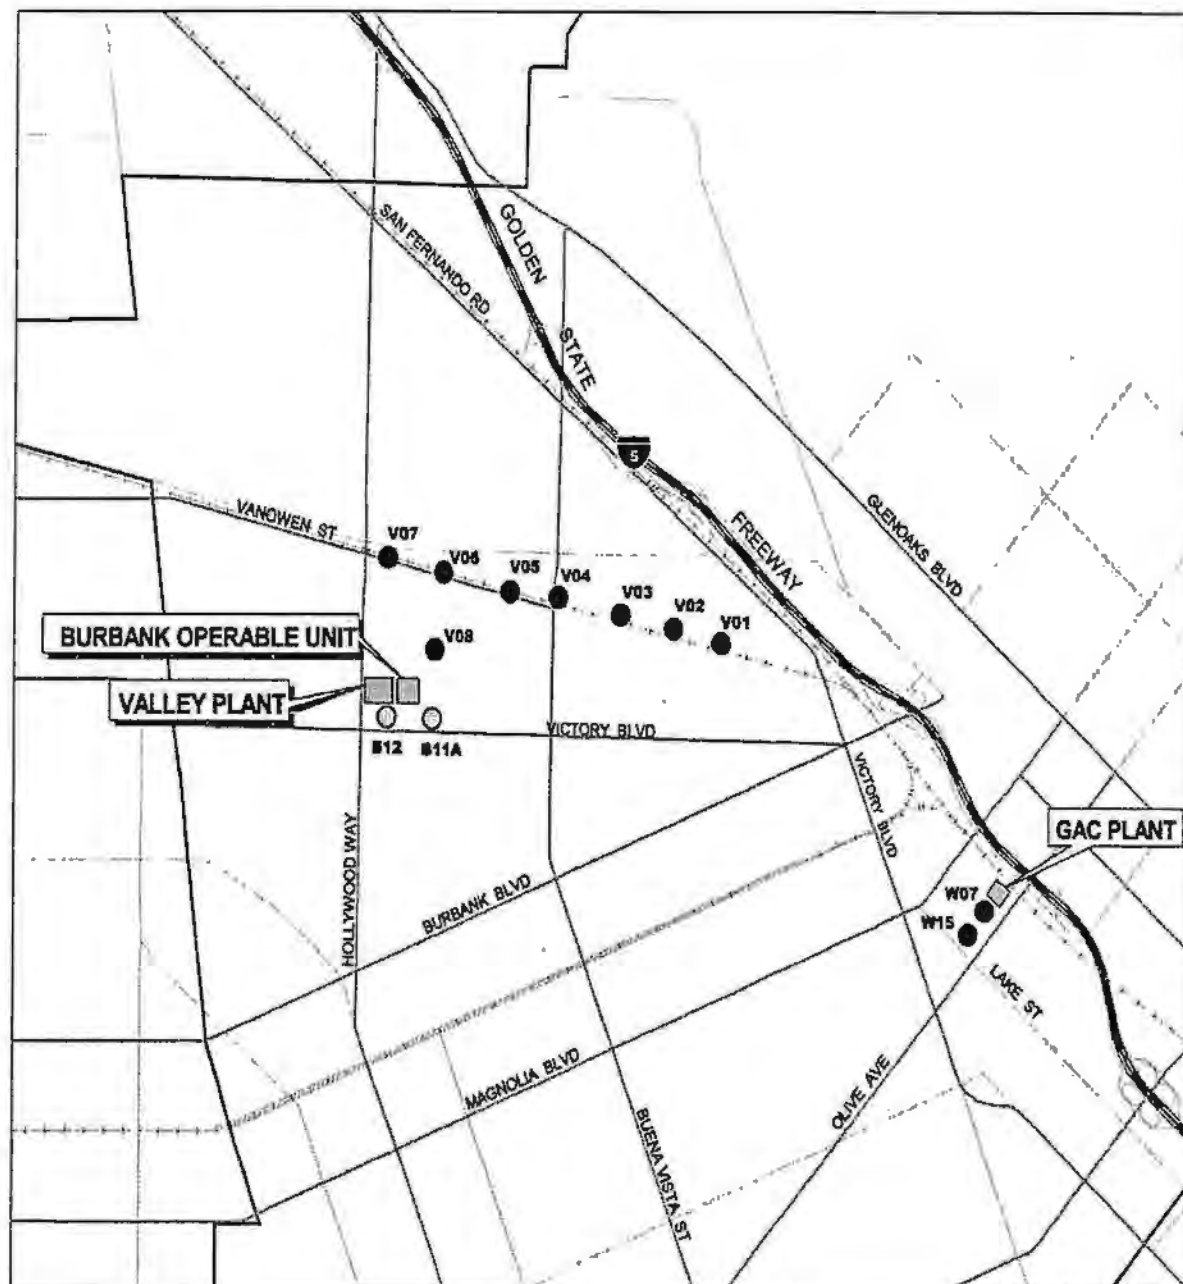 GOLDEN
SAN FERNANDO RD
STATE
5
FREEWAY
GLENOAKS BLVD
VANOWEN ST
V07
V06
V05
V04
V03
V02
V01
BURBANK OPERABLE UNIT
V08
VALLEY PLANT
B12
B11A
VICTORY BLVD
VICTORY BLVD
GAC PLANT
HOLLYWOOD WAY
BURBANK BLVD
W07
W15
LAKE ST
MAGNOLIA BLVD
OLIVE AVE
BUENA VISTA ST